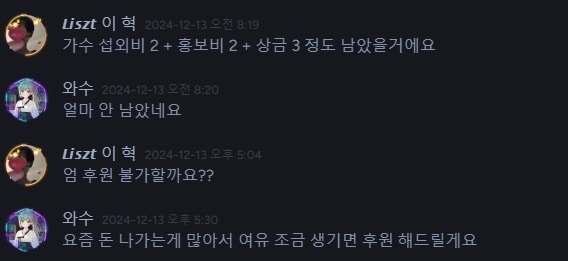 Liszt 이 혁 2024-12-13 오전 8:19
가수 섭외비 2 + 홍보비 2 + 상금 3 정도 남았을거에요
와수 2024-12-13 오전 8:20
얼마 안 남았네요
Liszt 이 혁 2024-12-13 오후 5:04
엄 후원 불가할까요??
와수 2024-12-13 오후 5:30
요즘 돈 나가는게 많아서 여유 조금 생기면 후원 해드릴게요